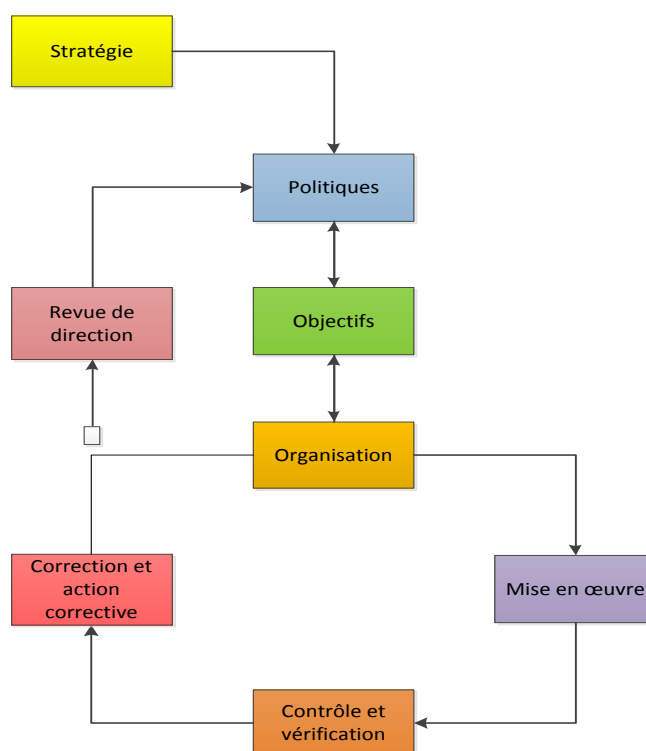 Stratégie
Politiques
Revue de
direction
Objectifs
Organisation
Correction et
action
corrective
Mise en œuvre
Contrôle et
vérification